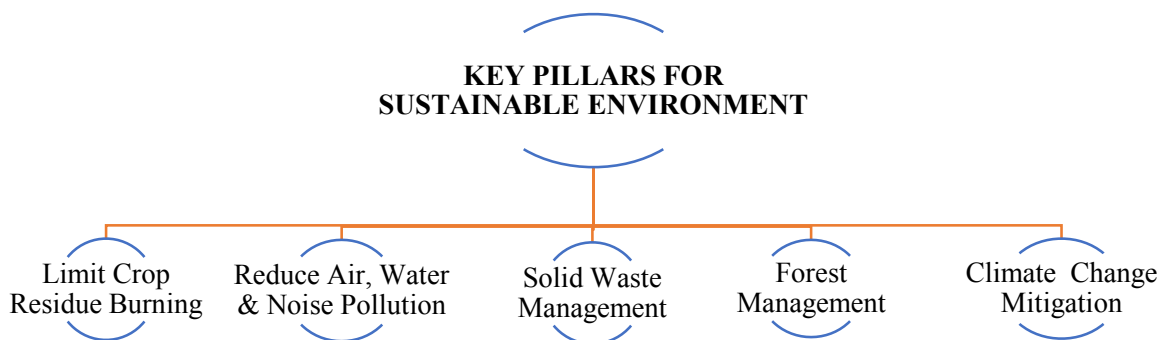 KEY PILLARS FOR
SUSTAINABLE ENVIRONMENT
Limit Crop
Residue Burning
Reduce Air, Water
& Noise Pollution
Solid Waste
Management
Forest
Management
Climate Change
Mitigation